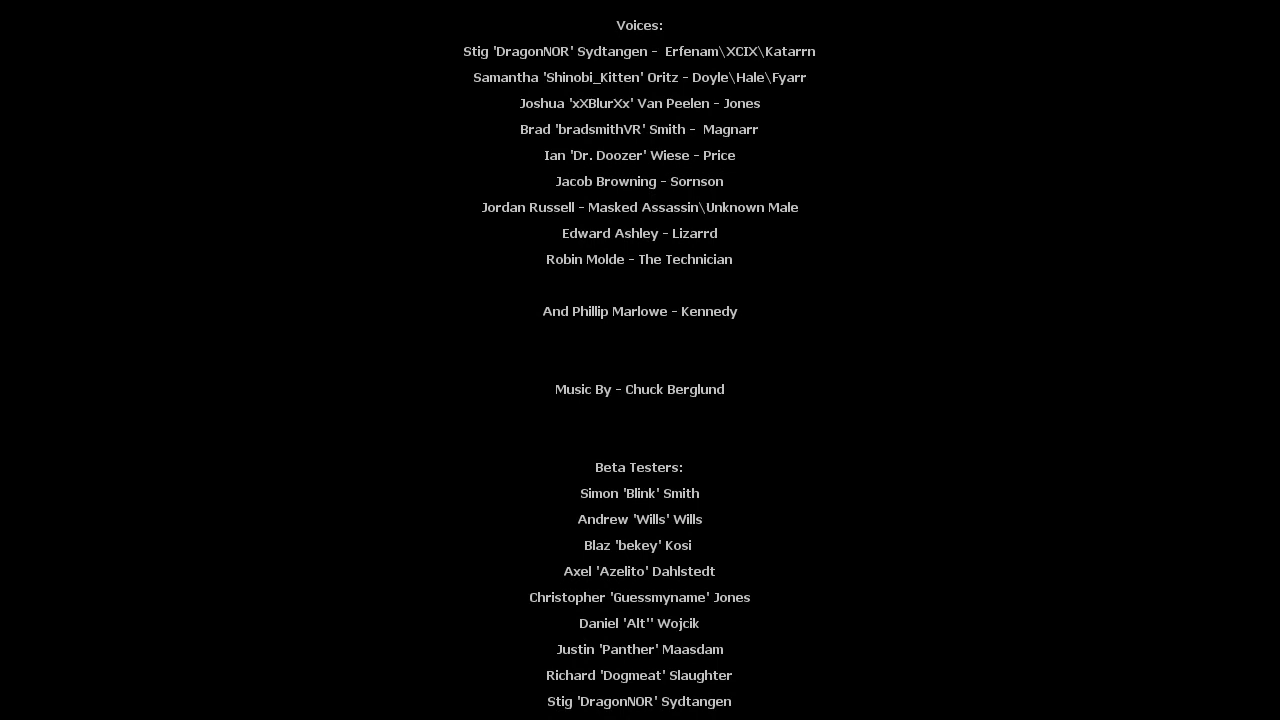 Voices:
Stig 'DragonNOR' Sydtangen -  Erfenam\XCIX\Katarrn
Samantha 'Shinobi_Kitten' Oritz - Doyle\Hale\Fyarr
Joshua 'xXBlurXx' Van Peelen - Jones
Brad 'bradsmithVR' Smith -  Magnarr
Ian 'Dr. Doozer' Wiese - Price
Jacob Browning - Sornson
Jordan Russell - Masked Assassin\Unknown Male
Edward Ashley - Lizarrd
Robin Molde - The Technician
And Phillip Marlowe - Kennedy
Music By - Chuck Berglund
Beta Testers:
Simon 'Blink' Smith
Andrew 'Wills' Wills
Blaz 'bekey' Kosi
Axel 'Azelito' Dahlstedt
Christopher 'Guessmyname' Jones
Daniel 'Alt'' Wojcik
Justin 'Panther' Maasdam
Richard 'Dogmeat' Slaughter
Stig 'DragonNOR' Sydtangen